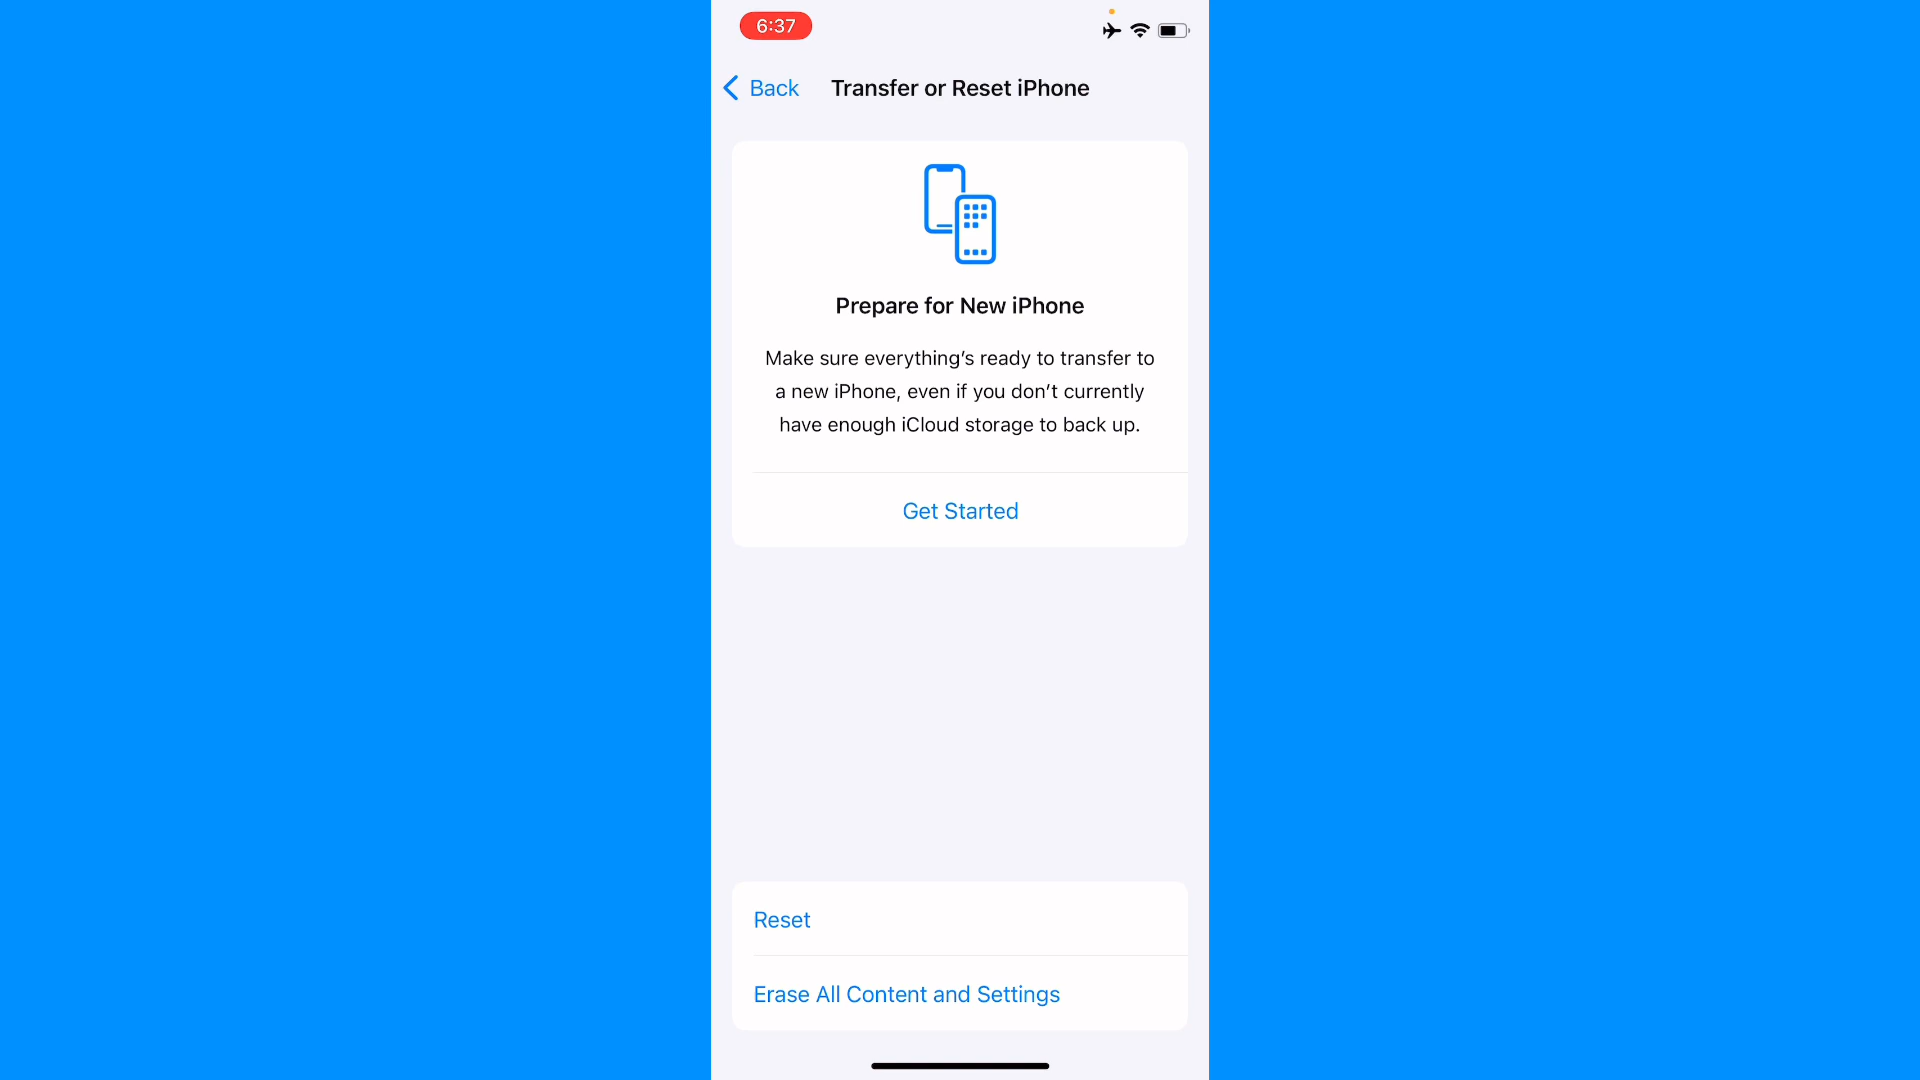 6:37
Back
Transfer or Reset iPhone
Prepare for New iPhone
Make sure everything’s ready to transfer to
a new iPhone, even if you don’t currently
have enough iCloud storage to back up.
Get Started
Reset
Erase All Content and Settings